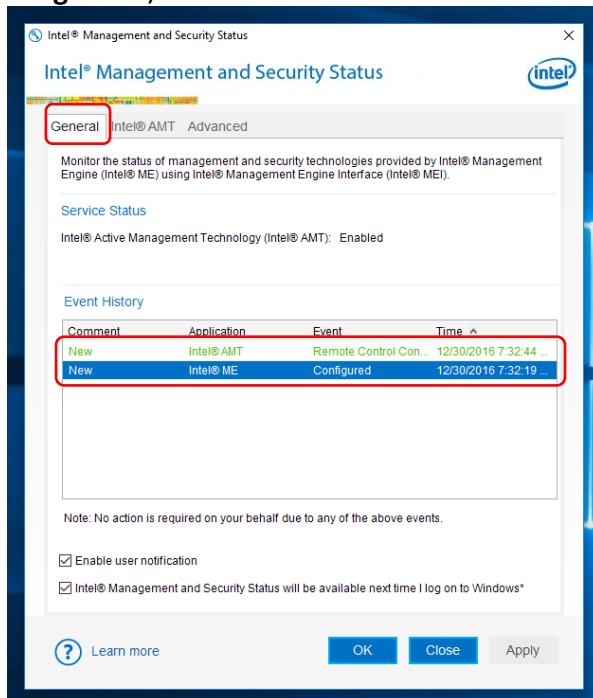 Intel® Management and Security Status
Intel® Management and Security Status
intel
General Intel® AMT Advanced
Monitor the status of management and security technologies provided by Intel® Management
Engine (Intel® ME) using Intel® Management Engine Interface (Intel® MEI).
Service Status
Intel® Active Management Technology (Intel® AMT): Enabled
Event History
Comment Application Event Time
New Intel® AMT Remote Control Con... 12/30/2016 7:32:44 ...
New Intel® ME Configured 12/30/2016 7:32:19 ...
Note: No action is required on your behalf due to any of the above events.
Enable user notification
Intel® Management and Security Status will be available next time I log on to Windows*
? Learn more OK Close Apply